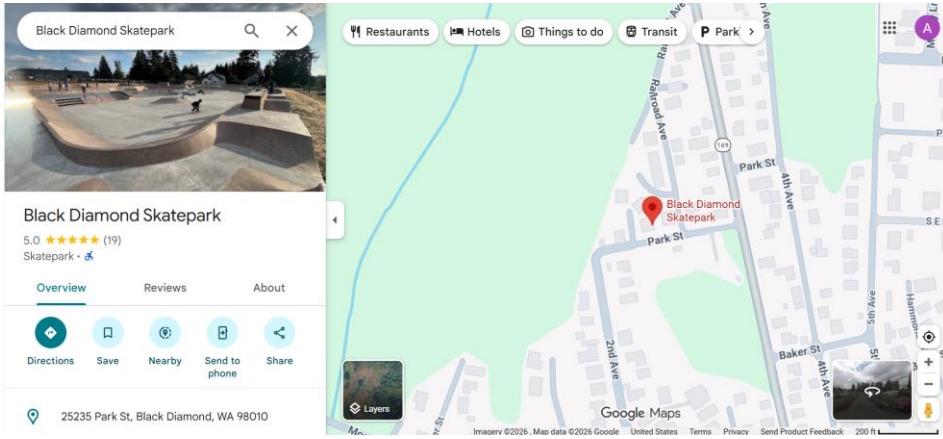 Black Diamond Skatepark
Black Diamond Skatepark
5.0 ★★★★★ (19)
Skatepark ·
Overview Reviews About
Directions Save Nearby Send to phone Share
25235 Park St, Black Diamond, WA 98010
Restaurants Hotels Things to do Transit P Park
A
Railroad Ave
169
Park St
4th Ave
Black Diamond
Skatepark
Park St
S E
5th Ave
2nd Ave
Baker St
4th Ave
Layers
Google Maps
Imagery ©2026 , Map data ©2026 Google United States Terms Privacy Send Product Feedback 200 ft